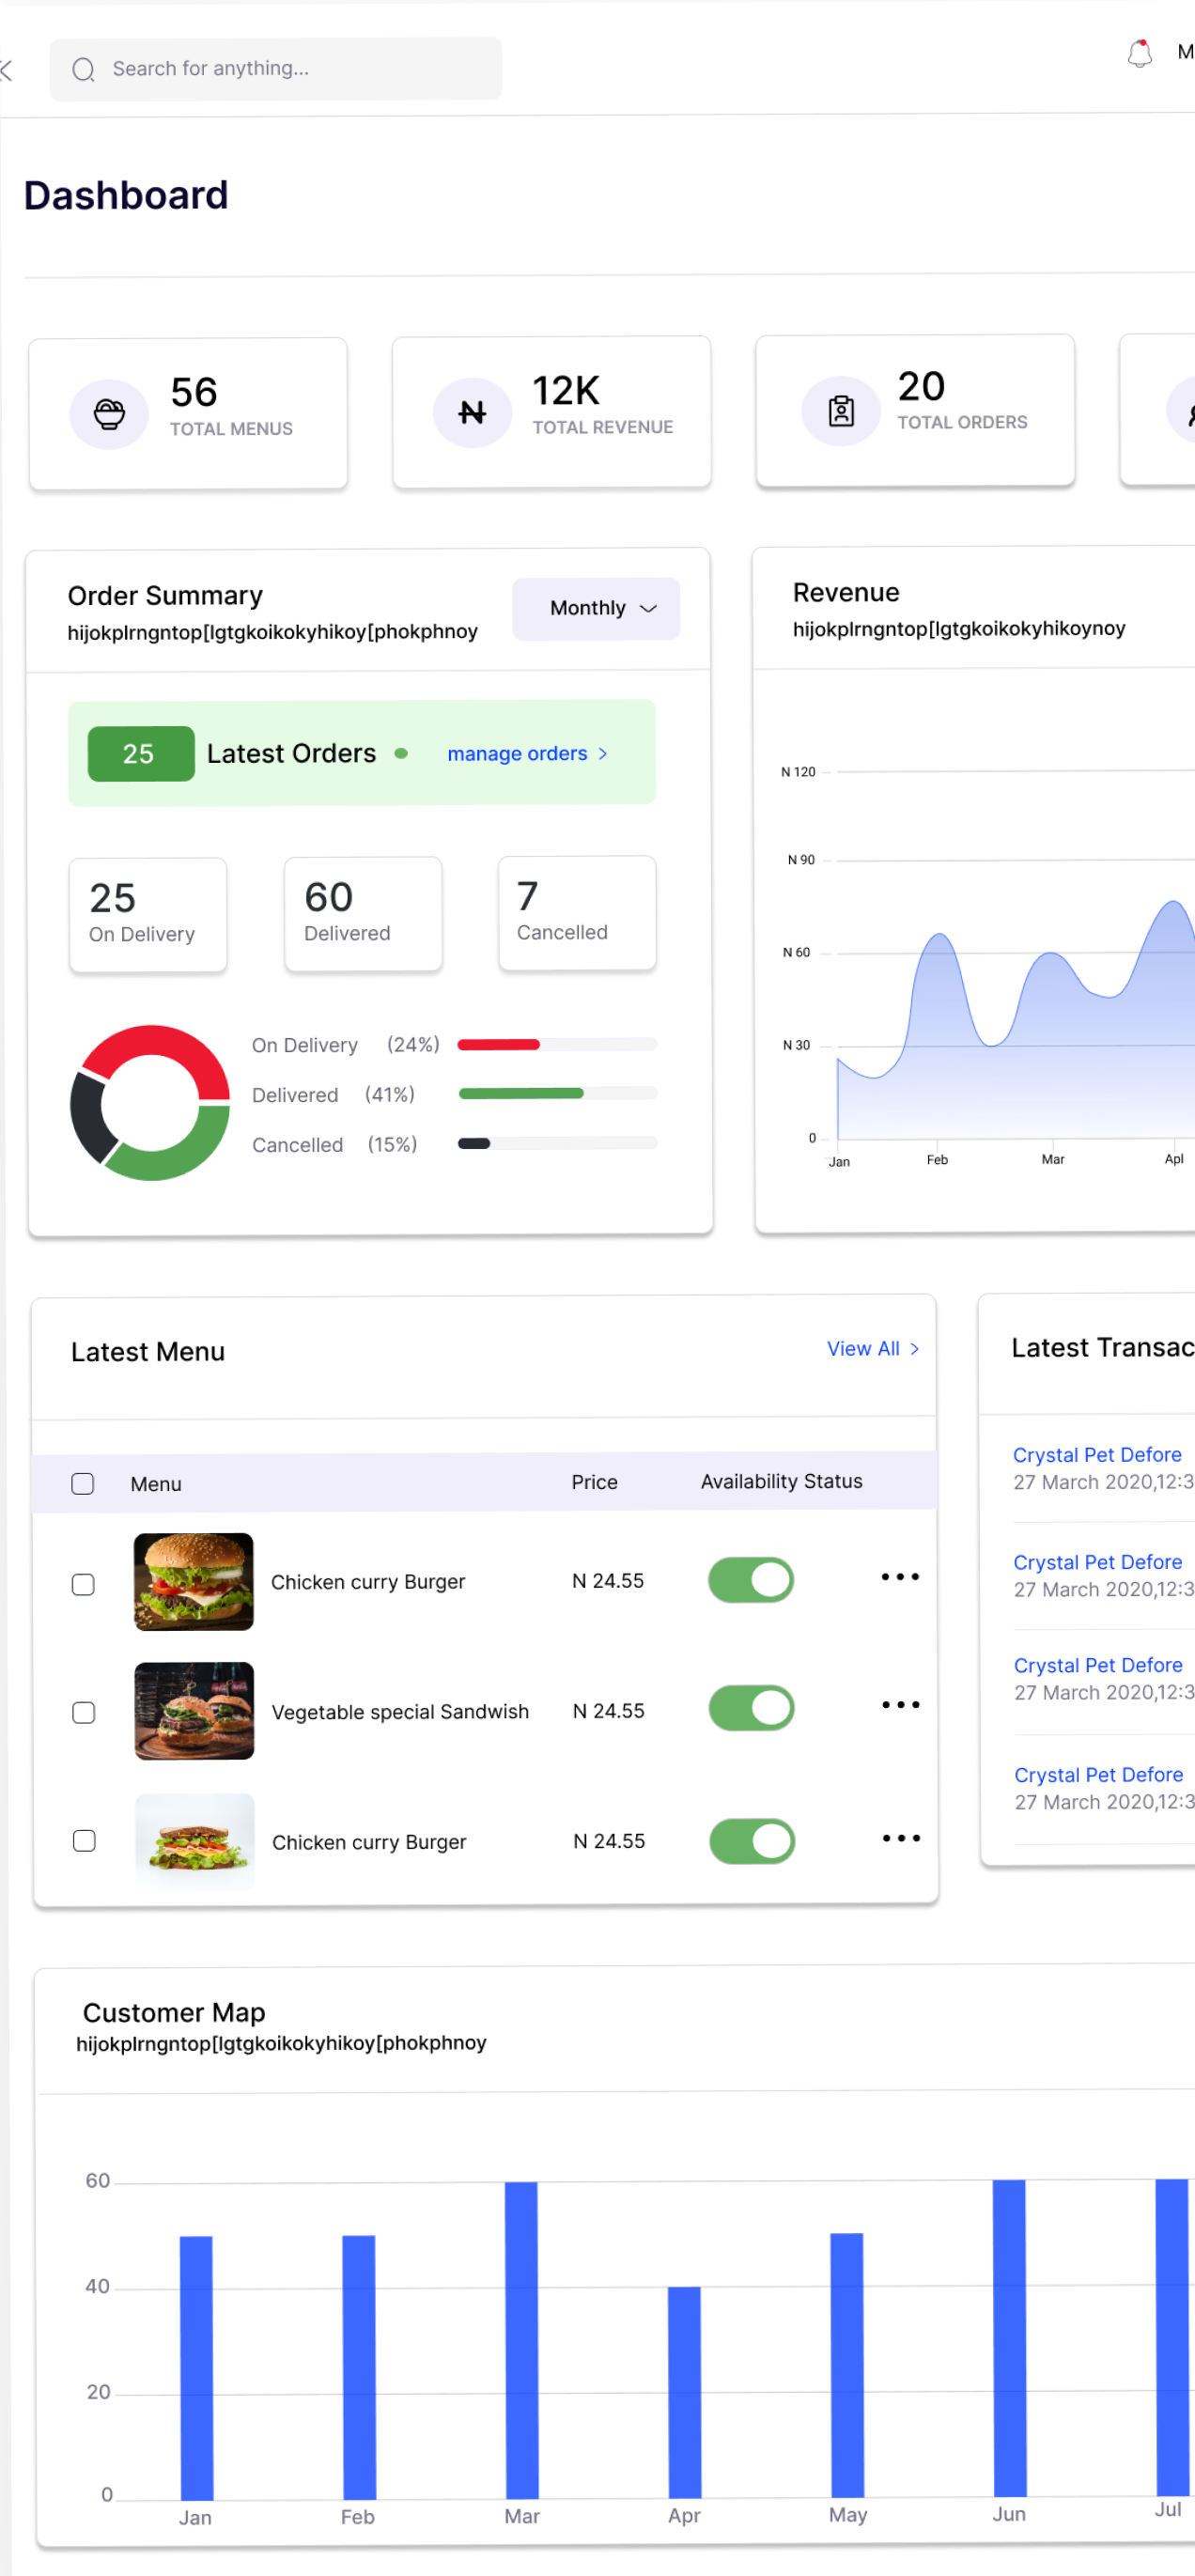 Search for anything...
M
Dashboard
56
TOTAL MENUS
12K
TOTAL REVENUE
20
TOTAL ORDERS
Order Summary
hijokplrngntop[lgtgkoikokyhikoy[phokphnoy
Monthly
25
Latest Orders
manage orders >
25
On Delivery
60
Delivered
7
Cancelled
On Delivery (24%)
Delivered (41%)
Cancelled (15%)
Revenue
hijokplrngntop[lgtgkoikokyhikoynoy
N 120
N 90
N 60
N 30
0
Jan Feb Mar Apl
Latest Menu
View All >
Menu Price Availability Status
Chicken curry Burger N 24.55
Vegetable special Sandwish N 24.55
Chicken curry Burger N 24.55
Latest Transac
Crystal Pet Defore
27 March 2020,12:3
Crystal Pet Defore
27 March 2020,12:3
Crystal Pet Defore
27 March 2020,12:3
Crystal Pet Defore
27 March 2020,12:3
Customer Map
hijokplrngntop[lgtgkoikokyhikoy[phokphnoy
60
40
20
0
Jan Feb Mar Apr May Jun Jul